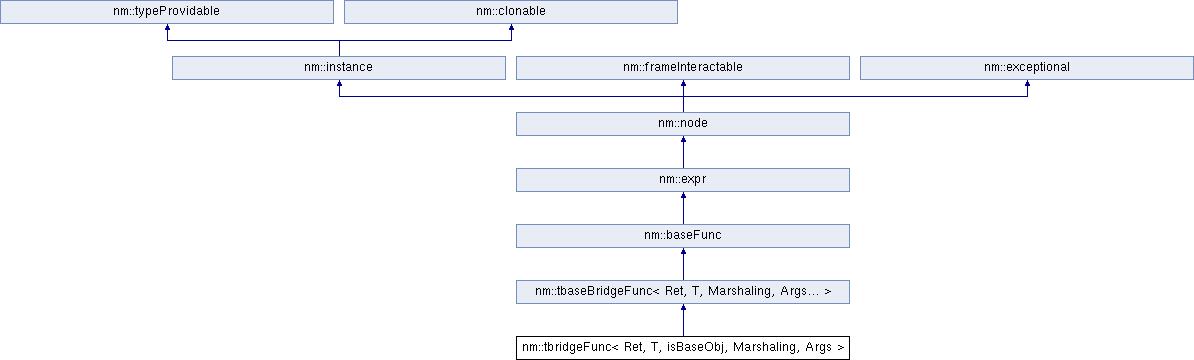 nm::typeProvidable
nm::clonable
nm::instance
nm::frameInteractable
nm::exceptional
nm::node
nm::expr
nm::baseFunc
nm::tbaseBridgeFunc< Ret, T, Marshaling, Args... >
nm::tbridgeFunc< Ret, T, isBaseObj, Marshaling, Args >